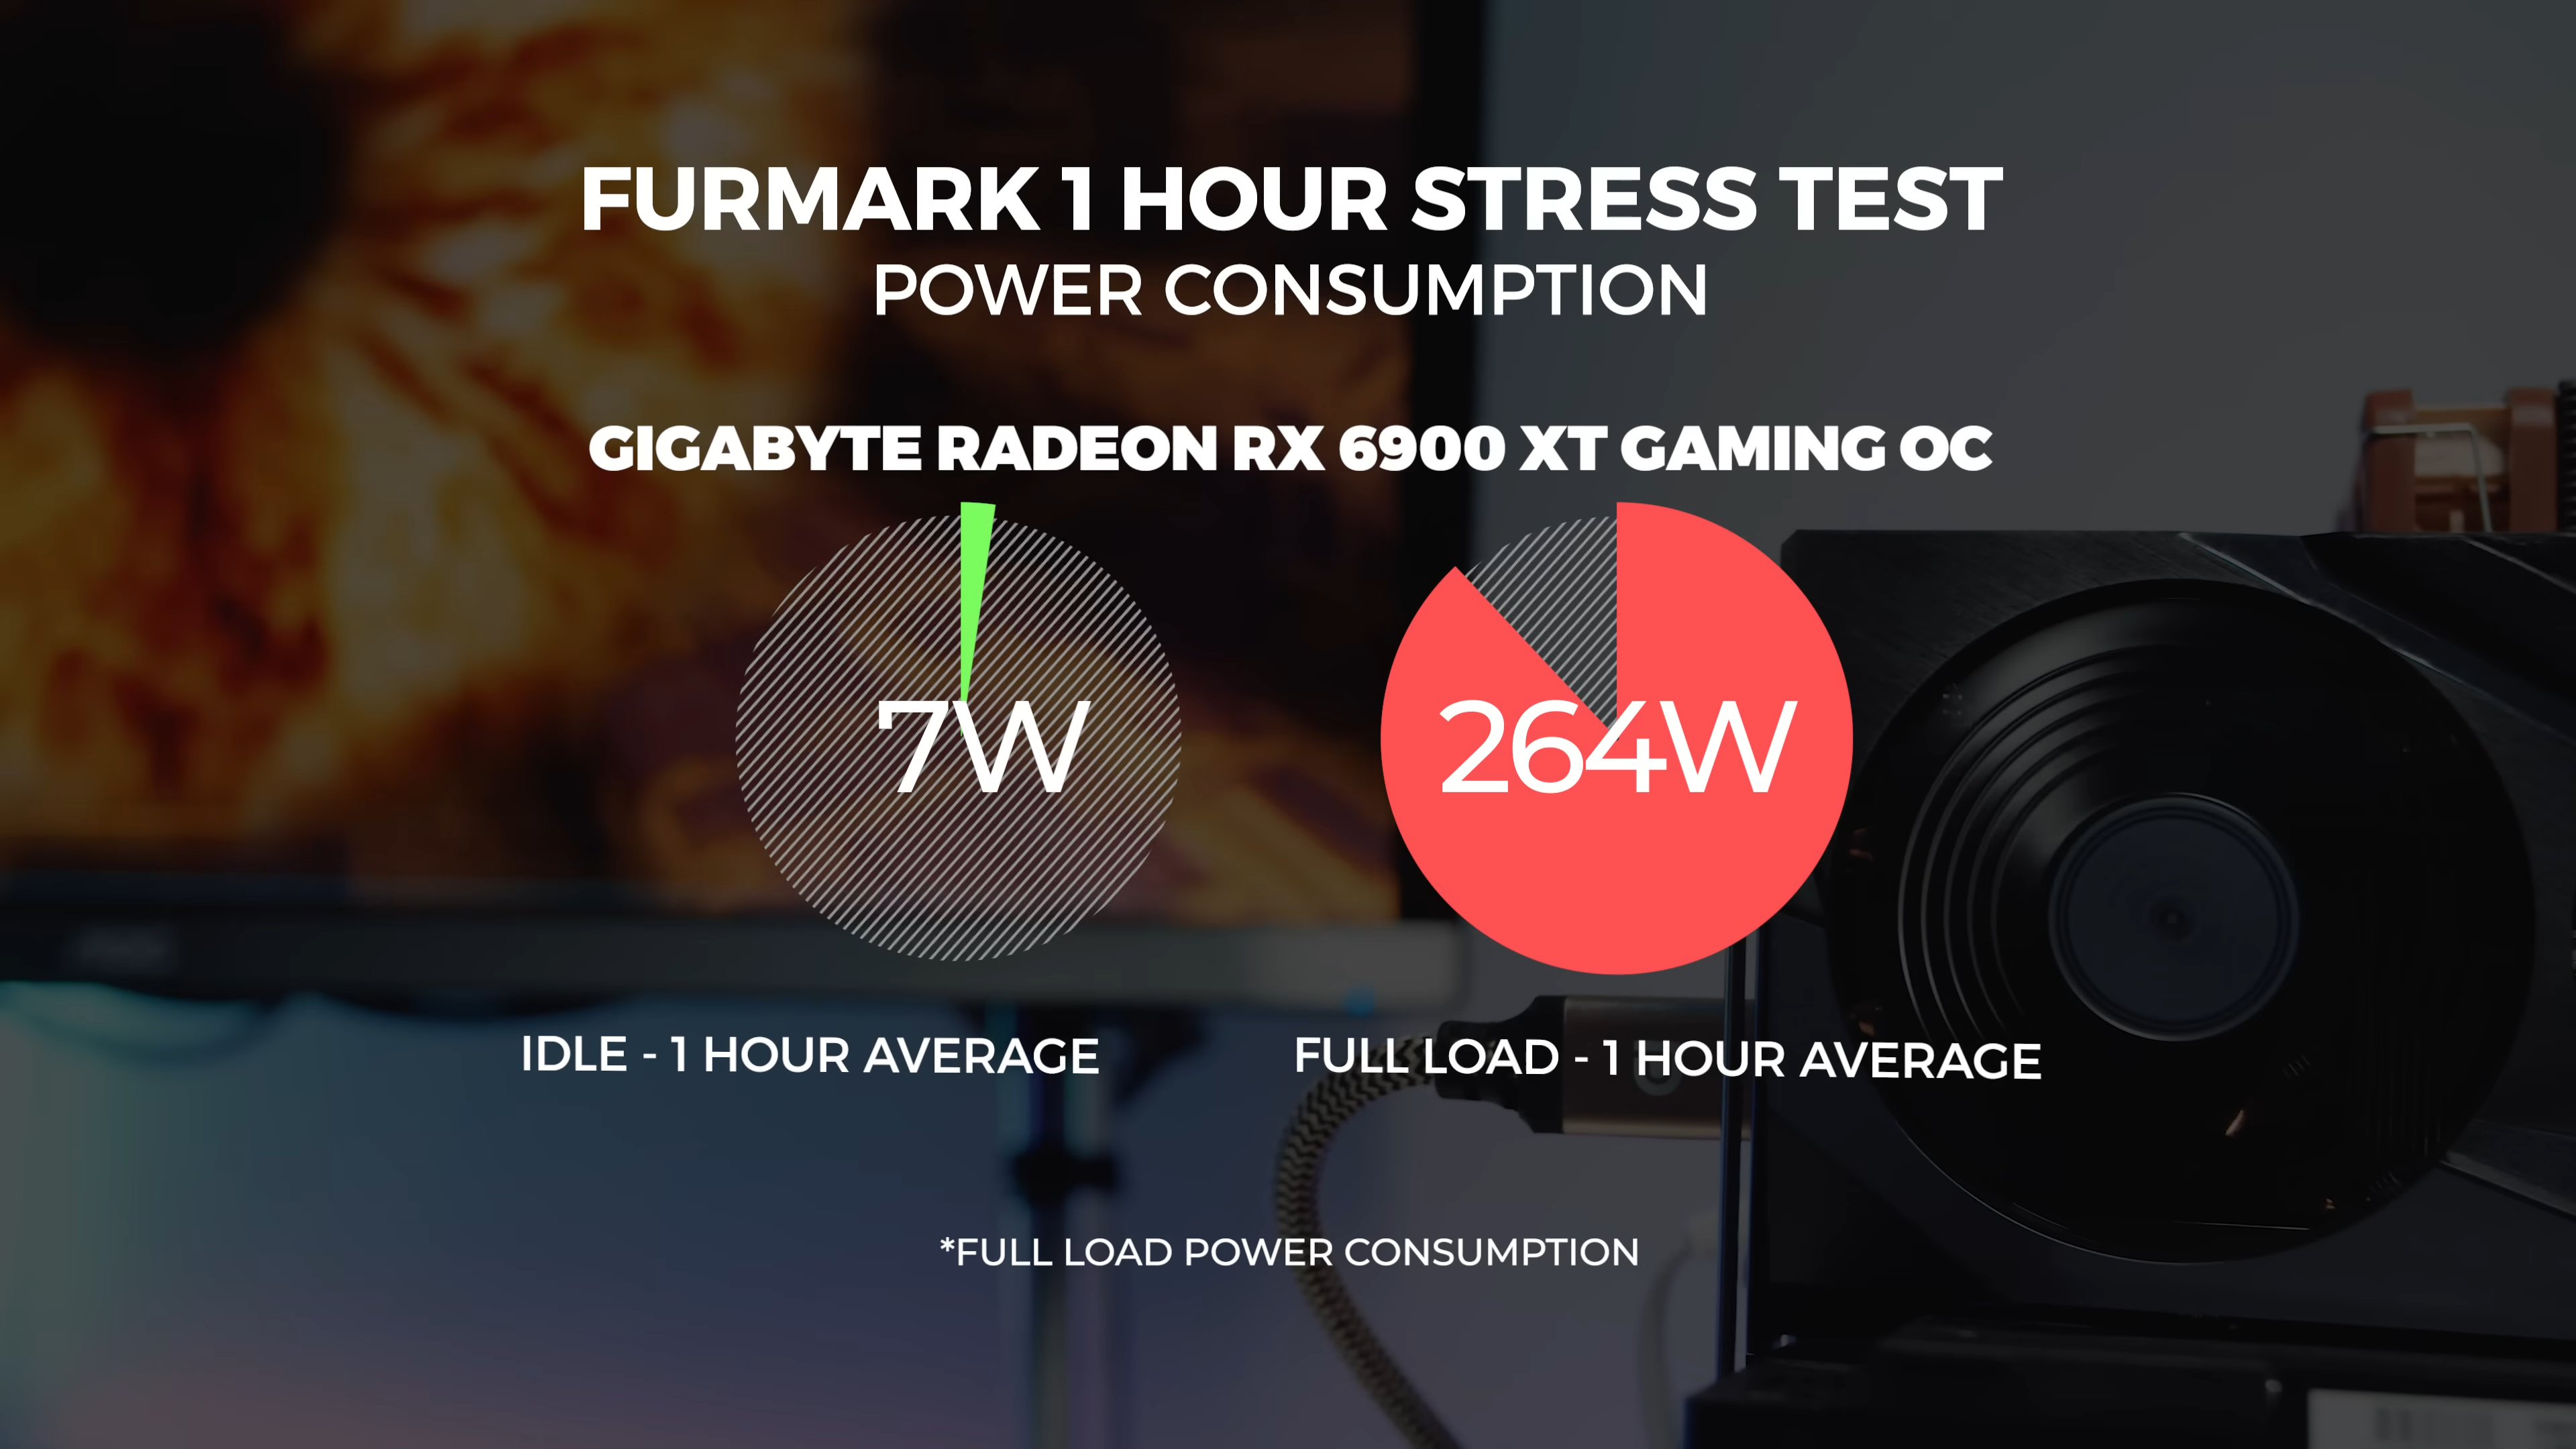 FURMARK 1 HOUR STRESS TEST
POWER CONSUMPTION
GIGABYTE RADEON RX 6900 XT GAMING OC
7W
264W
IDLE - 1 HOUR AVERAGE
FULL LOAD - 1 HOUR AVERAGE
*FULL LOAD POWER CONSUMPTION